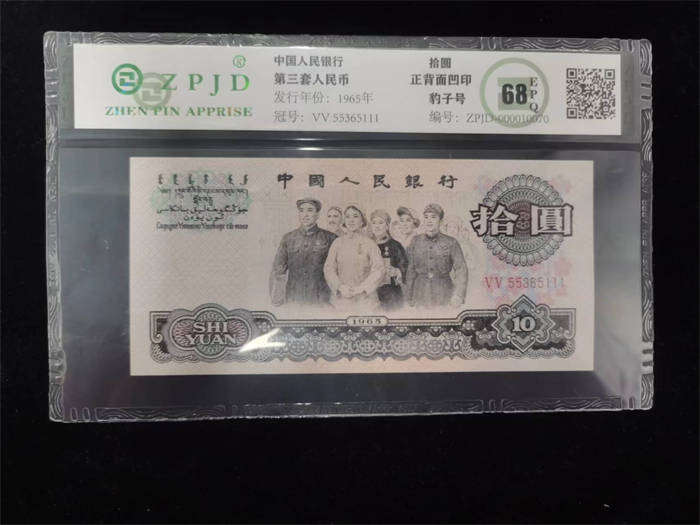 ZPJD®
ZHEN PIN APPRISE
中国人民银行
第三套人民币
发行年份：1965年
冠号：VV 55365111
拾圆
正背面凹印
豹子号
编号：ZPJD-000010070
68
EPQ
中國人民銀行
拾圓
VV 55365111
1965
SHI
YUAN
10